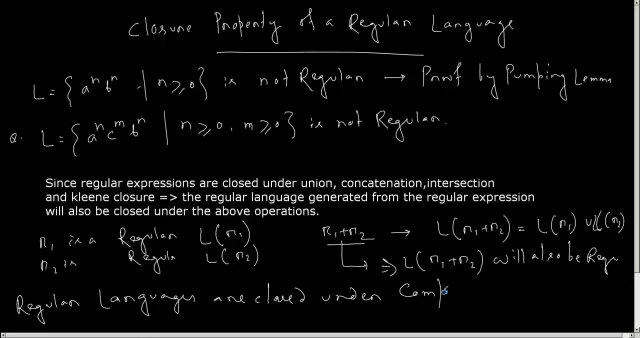 Closure Property of a Regular Language
L = { aⁿbⁿ | n ≥ 0 } is not Regular → Proof by Pumping Lemma
Q. L = { aⁿcᵐbⁿ | n ≥ 0, m ≥ 0 } is not Regular.
Since regular expressions are closed under union, concatenation,intersection
and kleene closure => the regular language generated from the regular expression
will also be closed under the above operations.
r₁ is a Regular L(r₁) r₁+r₂ → L(r₁+r₂) = L(r₁) ∪ L(r₂)
r₂ is Regular L(r₂) ⇒ L(r₁+r₂) will also be Regu
Regular Languages are closed under Comp